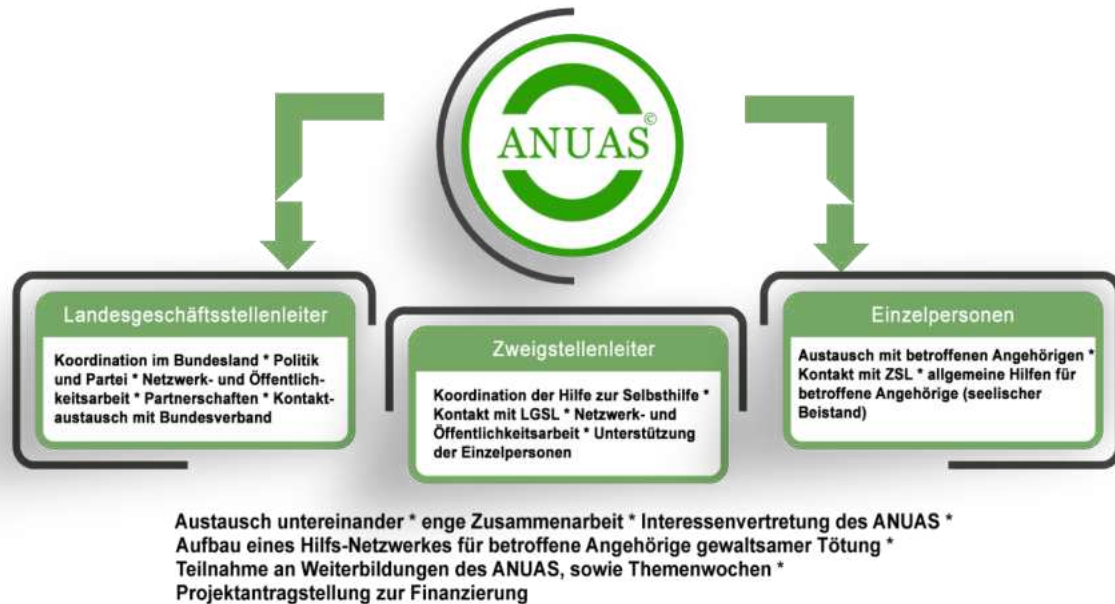 ANUAS ©
Landesgeschäftsstellenleiter
Koordination im Bundesland * Politik
und Partei * Netzwerk- und Öffentlich-
keitsarbeit * Partnerschaften * Kontakt-
austausch mit Bundesverband
Zweigstellenleiter
Koordination der Hilfe zur Selbsthilfe *
Kontakt mit LGSL * Netzwerk- und
Öffentlichkeitsarbeit * Unterstützung
der Einzelpersonen
Einzelpersonen
Austausch mit betroffenen Angehörigen *
Kontakt mit ZSL * allgemeine Hilfen für
betroffene Angehörige (seelischer
Beistand)
Austausch untereinander * enge Zusammenarbeit * Interessenvertretung des ANUAS *
Aufbau eines Hilfs-Netzwerkes für betroffene Angehörige gewaltsamer Tötung *
Teilnahme an Weiterbildungen des ANUAS, sowie Themenwochen *
Projektantragstellung zur Finanzierung